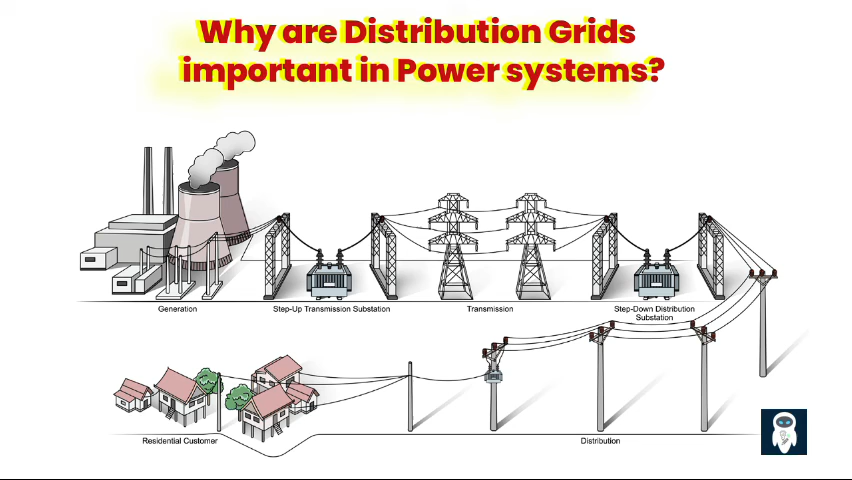 Why are Distribution Grids
important in Power systems?
Generation
Step-Up Transmission Substation
Transmission
Step-Down Distribution
Substation
Residential Customer
Distribution